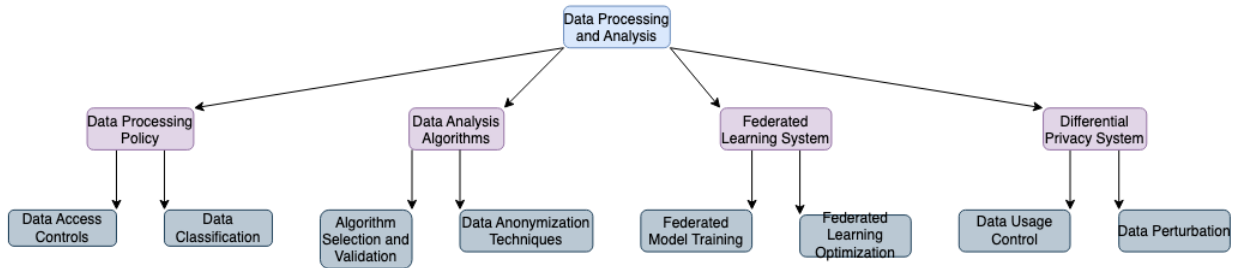 Data Processing
and Analysis
Data Processing
Policy
Data Analysis
Algorithms
Federated
Learning System
Differential
Privacy System
Data Access
Controls
Data
Classification
Algorithm
Selection and
Validation
Data Anonymization
Techniques
Federated
Model Training
Federated
Learning
Optimization
Data Usage
Control
Data Perturbation